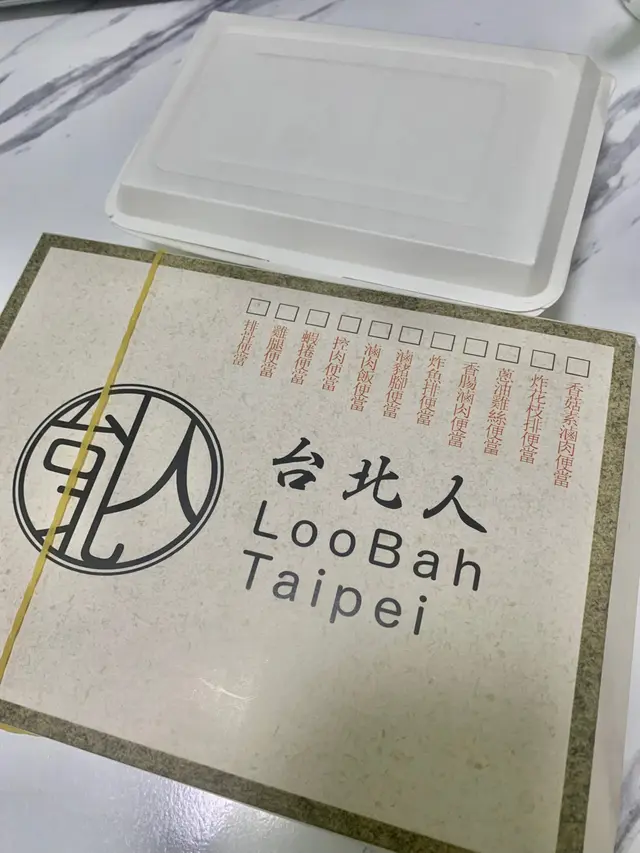 香菇素滷肉便當
炸花枝排便當
蔥油雞絲便當
香腸滷肉便當
炸魚排便當
滷豬腳便當
滷肉飯便當
控肉便當
蝦捲便當
雞腿便當
排骨便當
台北人
台北人
LooBah
Taipei